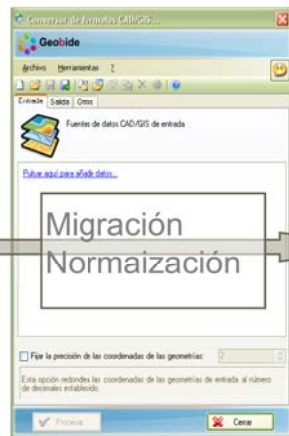 Conversor de formatos CAD/GIS...
Geobide
Archivo Herramientas ?
Entrada Salida Otros
Fuentes de datos CAD/GIS de entrada
Pulsar aquí para añadir datos...
Migración
Normaización
Fijar la precisión de las coordenadas de las geometrías: 2
Esta opción redondea las coordenadas de las geometrías de entrada al número
de decimales establecido.
Procesar Cerrar